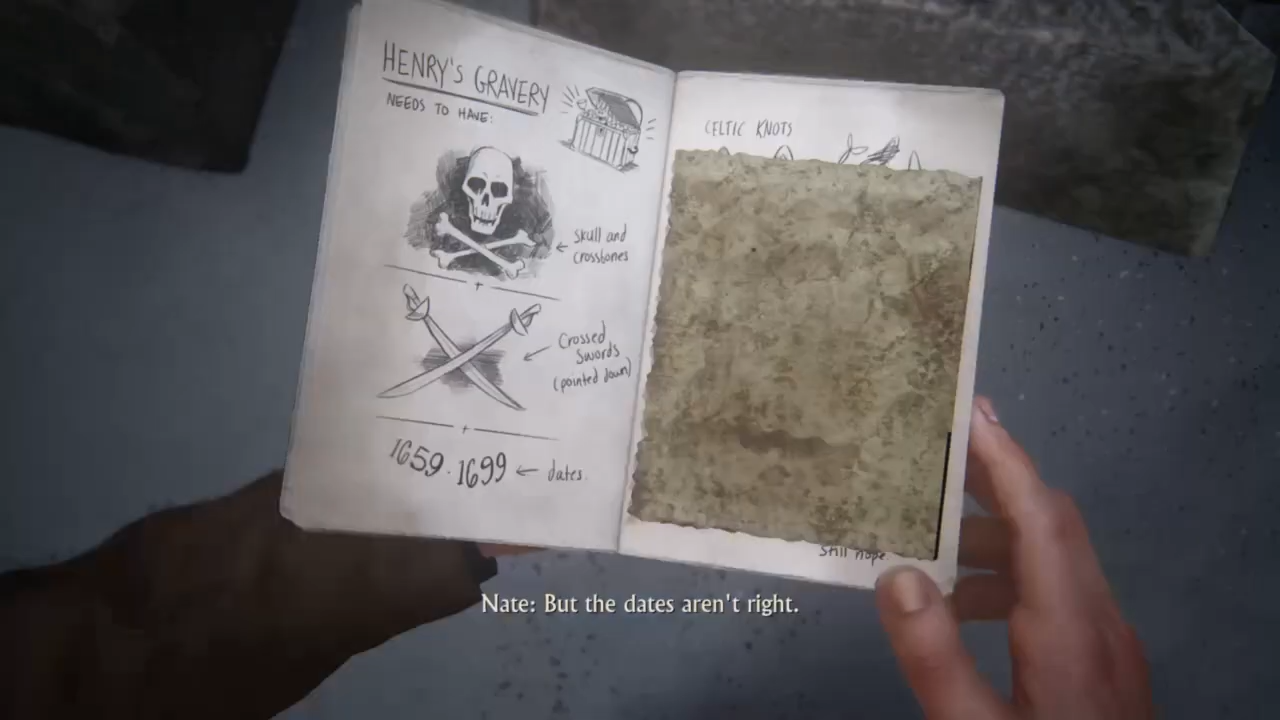 HENRY'S GRAVERY
NEEDS TO HAVE:
Skull and
crossbones
Crossed
Swords
(pointed down)
1659 - 1699
dates.
CELTIC KNOTS
Still nope.
Nate: But the dates aren't right.